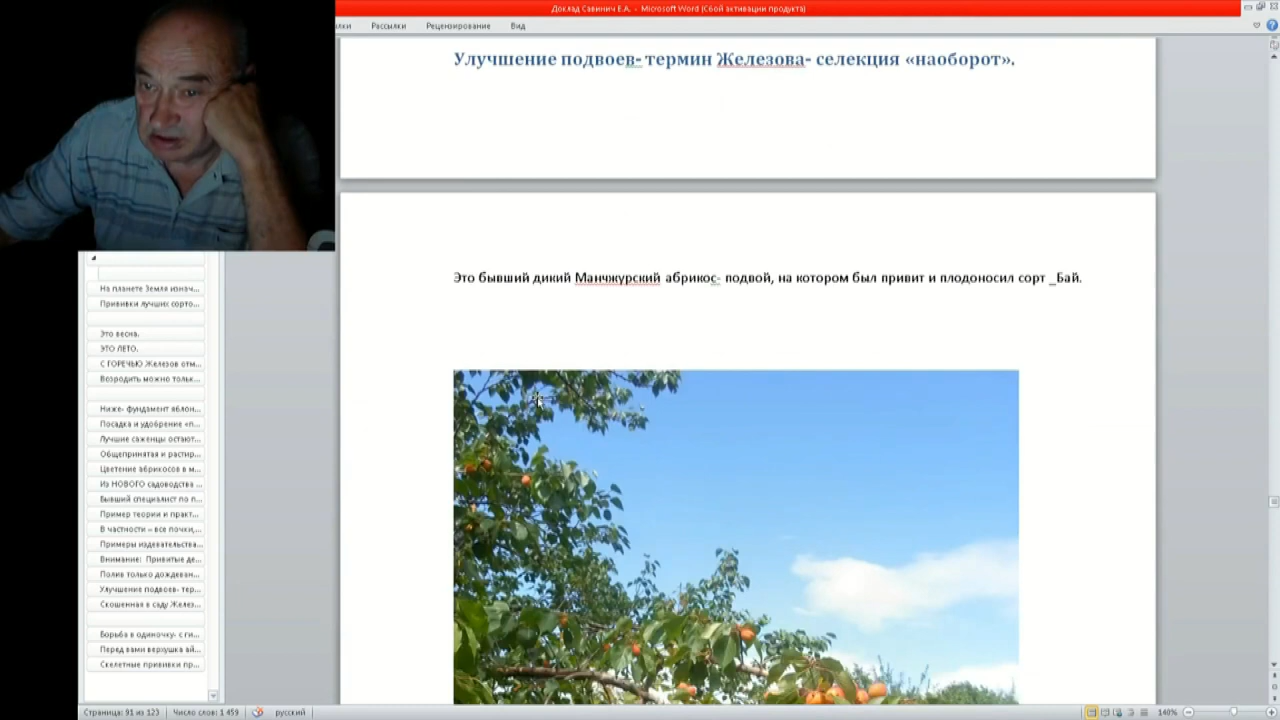 Доклад Савинич Е.А. - Microsoft Word (Сбой активации продукта)
лки Рассылки Рецензирование Вид
Улучшение подвоев- термин Железова- селекция «наоборот».
Это бывший дикий Манчжурский абрикос- подвой, на котором был привит и плодоносил сорт _Бай.
На планете Земля изнач...
Прививки лучших сорто...
Это весна.
ЭТО ЛЕТО.
С ГОРЕЧЬЮ Железов отм...
Возродить можно тольк...
Ниже- фундамент яблон...
Посадка и удобрение «п...
Лучшие саженцы остают...
Общепринятая и растир...
Цветение абрикосов в м...
Из НОВОГО садоводства ...
Бывший специалист по п...
Пример теории и практ...
В частности – все почки,...
Примеры издевательства...
Внимание: Привитые де...
Полив только дождеван...
Улучшение подвоев- тер...
Скошенная в саду Желез...
Борьба в одиночку- с ги...
Перед вами верхушка ай...
Скелетные прививки пр...
Страница: 91 из 123 Число слов: 1 459 русский 140%